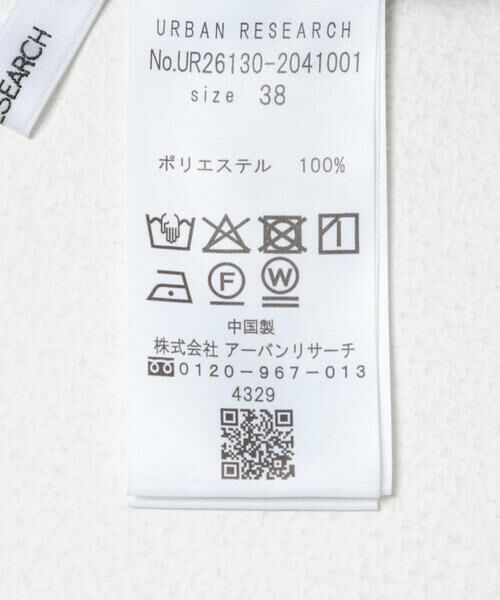 URBAN RESEARCH
No.UR26130-2041001
size 38
ポリエステル 100%
F
W
中国製
株式会社 アーバンリサーチ
0120-967-013
4329
RESEARCH